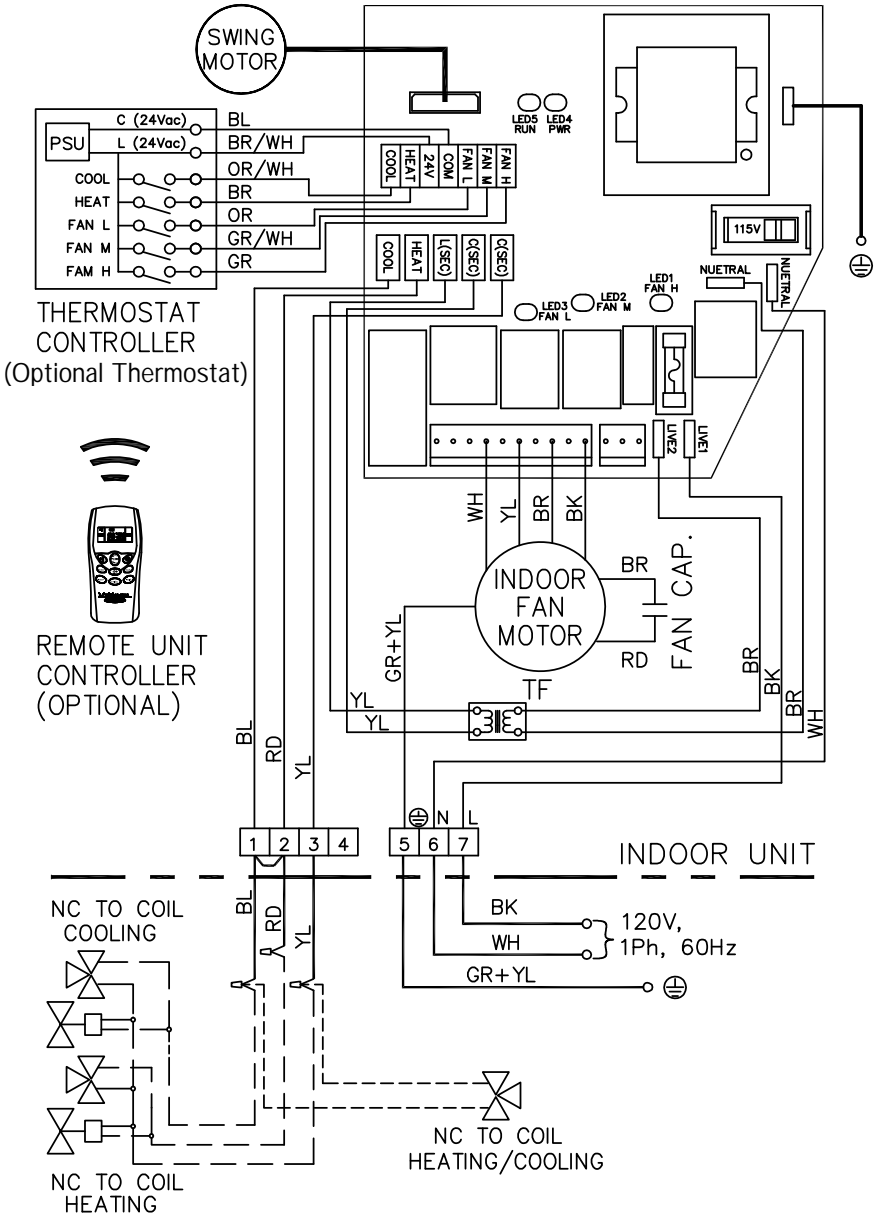 SWING
MOTOR
C (24Vac)
BL
PSU
L (24Vac)
BR/WH
COOL
OR/WH
HEAT
BR
FAN L
OR
FAN M
GR/WH
FAM H
GR
THERMOSTAT
CONTROLLER
(Optional Thermostat)
LED5
RUN
LED4
PWR
COOL
HEAT
24V
COM
FAN L
FAN M
FAN H
115V
COOL
HEAT
L(SEC)
C(SEC)
C(SEC)
NUETRAL
NUETRAL
LED1
FAN H
LED2
FAN M
LED3
FAN L
LIVE2
LIVE1
WH
YL
BR
BK
INDOOR
FAN
MOTOR
BR
RD
FAN CAP.
GR+YL
TF
YL
YL
BR
BK
BR
WH
REMOTE UNIT
CONTROLLER
(OPTIONAL)
BL
RD
YL
N
L
1
2
3
4
5
6
7
INDOOR UNIT
BL
RD
YL
BK
WH
GR+YL
120V,
1Ph, 60Hz
NC TO COIL
COOLING
NC TO COIL
HEATING/COOLING
NC TO COIL
HEATING